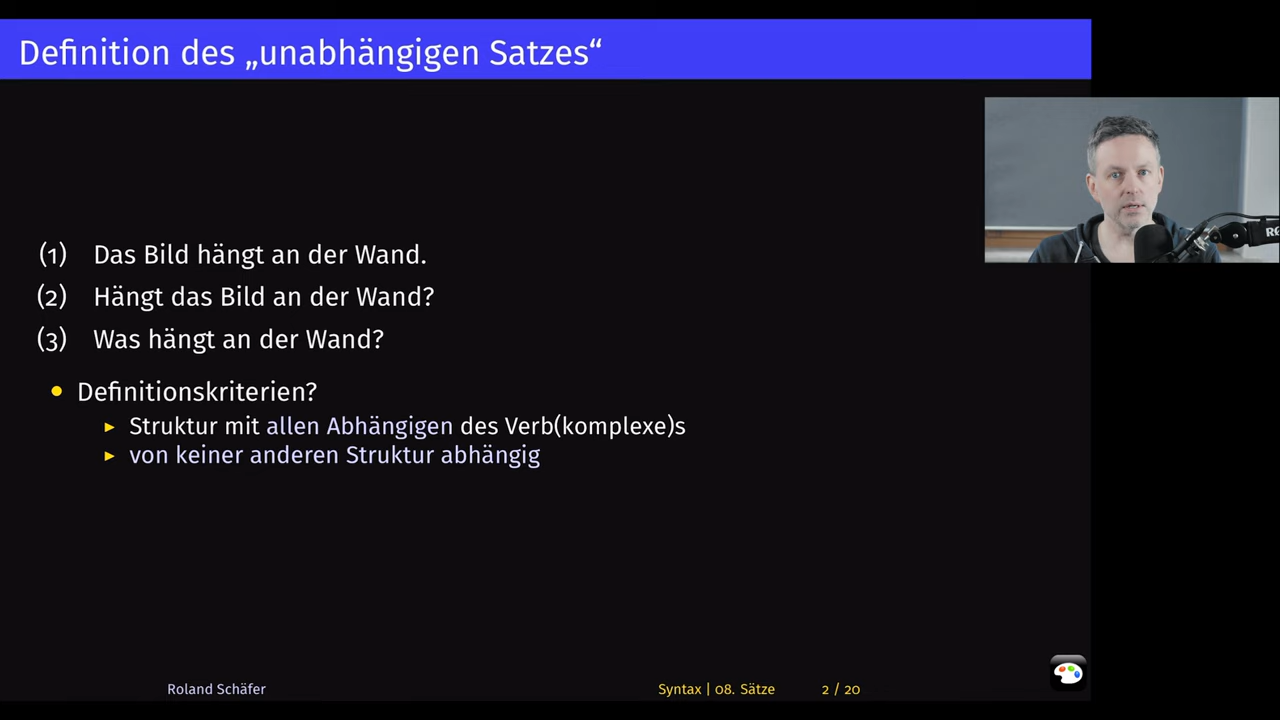 Definition des „unabhängigen Satzes“
(1) Das Bild hängt an der Wand.
(2) Hängt das Bild an der Wand?
(3) Was hängt an der Wand?
• Definitionskriterien?
► Struktur mit allen Abhängigen des Verb(komplexe)s
► von keiner anderen Struktur abhängig
Roland Schäfer
Syntax | 08. Sätze
2 / 20